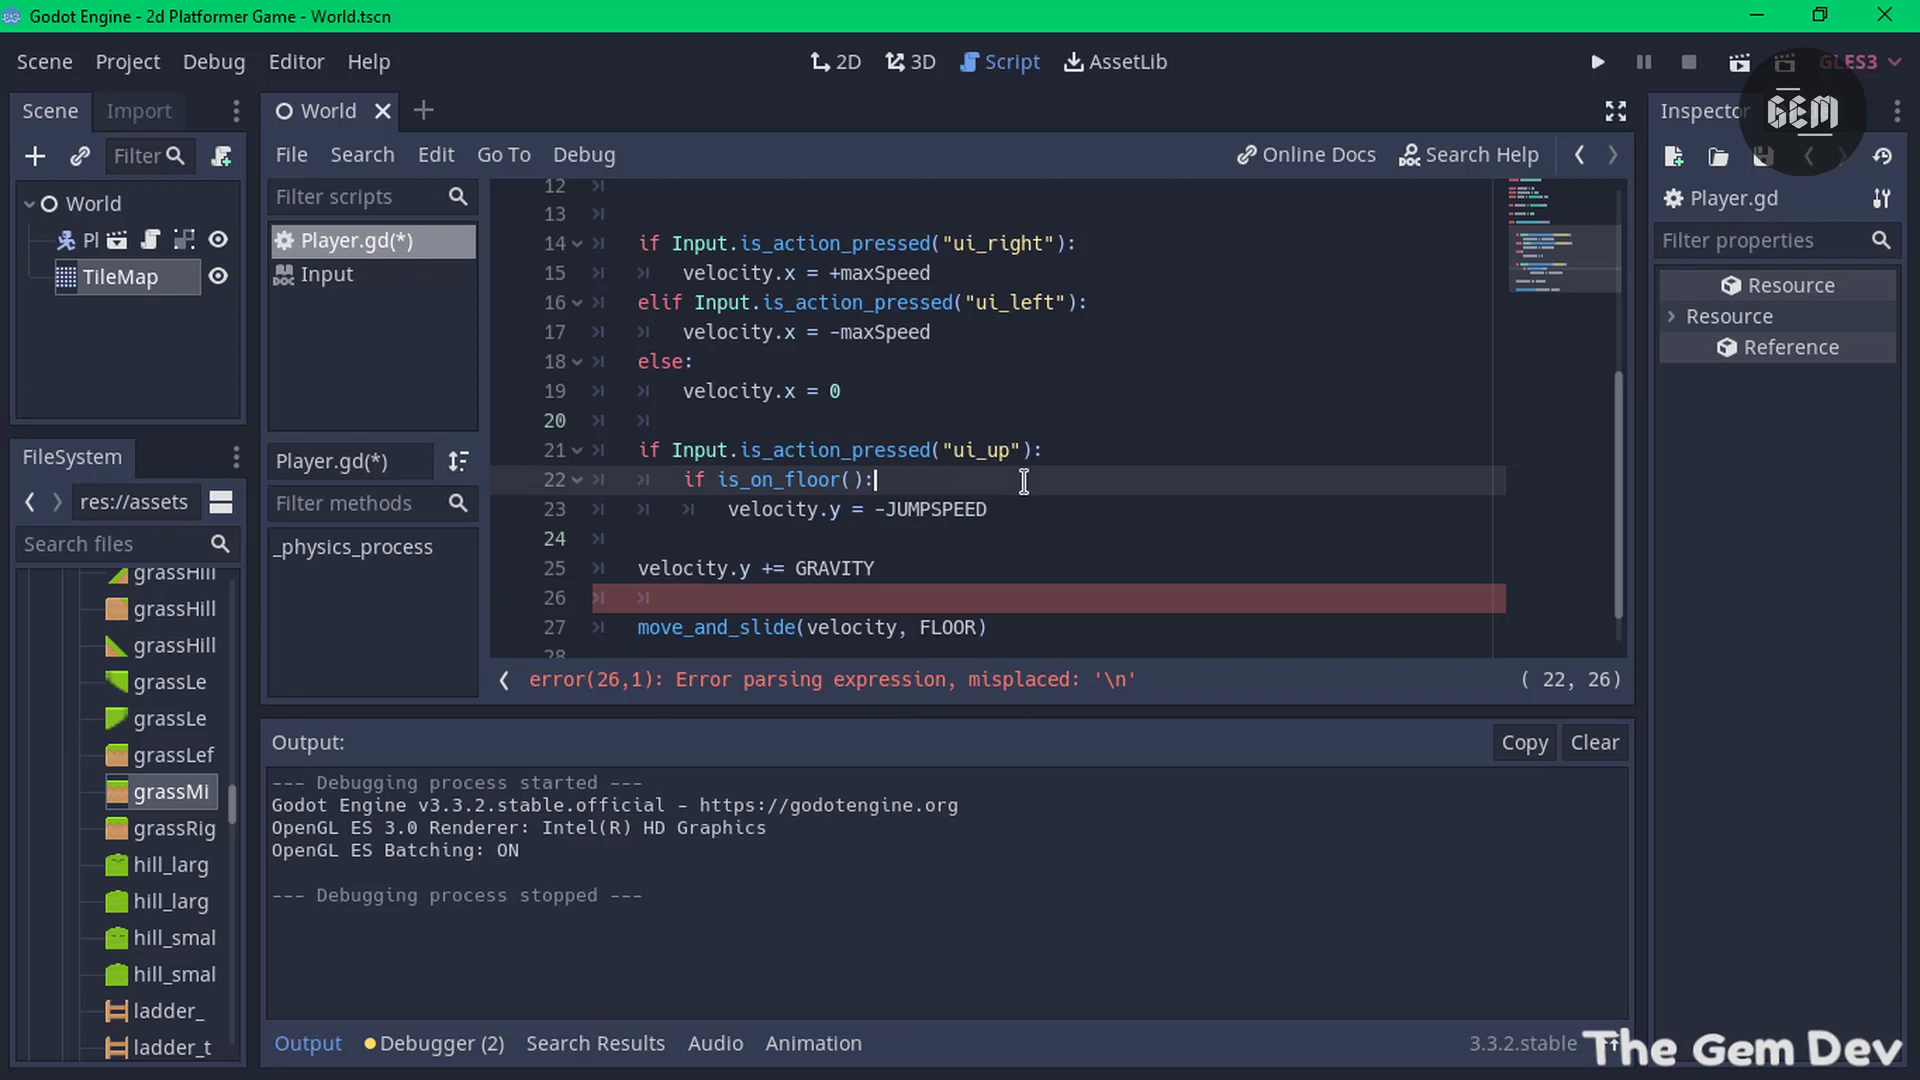 Godot Engine - 2d Platformer Game - World.tscn
Scene Project Debug Editor Help
2D 3D Script AssetLib
GLES3
Scene Import
World
Inspector
GEM
Filter
File Search Edit Go To Debug
Online Docs Search Help
World
Pl
TileMap
Filter scripts
Player.gd(*)
Input
Player.gd(*)
Filter methods
_physics_process
12
13
14 if Input.is_action_pressed("ui_right"):
15 velocity.x = +maxSpeed
16 elif Input.is_action_pressed("ui_left"):
17 velocity.x = -maxSpeed
18 else:
19 velocity.x = 0
20
21 if Input.is_action_pressed("ui_up"):
22 if is_on_floor():
23 velocity.y = -JUMPSPEED
24
25 velocity.y += GRAVITY
26
27 move_and_slide(velocity, FLOOR)
28
error(26,1): Error parsing expression, misplaced: '\n'
( 22, 26)
Player.gd
Filter properties
Resource
Resource
Reference
FileSystem
res://assets
Search files
grassHill
grassHill
grassHill
grassLe
grassLe
grassLef
grassMi
grassRig
hill_larg
hill_larg
hill_smal
hill_smal
ladder_
ladder_t
Output:
Copy Clear
--- Debugging process started ---
Godot Engine v3.3.2.stable.official - https://godotengine.org
OpenGL ES 3.0 Renderer: Intel(R) HD Graphics
OpenGL ES Batching: ON
--- Debugging process stopped ---
Output Debugger (2) Search Results Audio Animation
3.3.2.stable
The Gem Dev